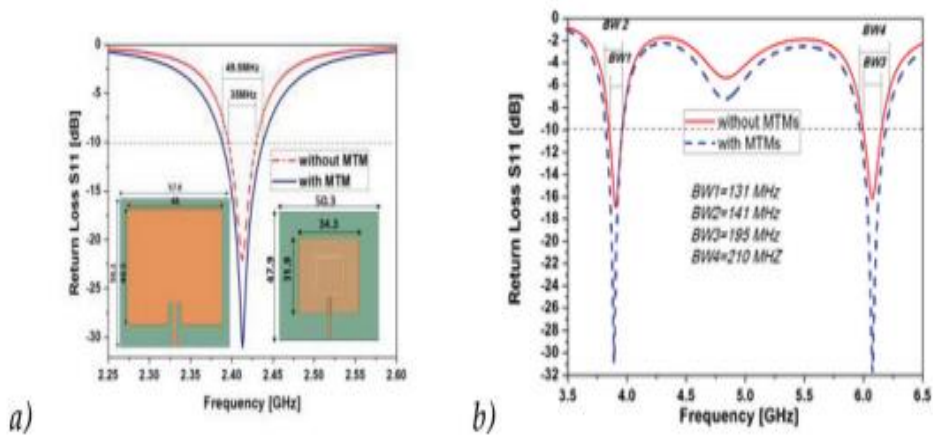 a)
Return Loss S11 [dB]
0
-5
-10
-15
-20
-25
-30
49.5MHz
35MHz
without MTM
with MTM
50.3
34.3
47.9
31.9
2.25 2.30 2.35 2.40 2.45 2.50 2.55 2.60
Frequency [GHz]
b)
Return Loss S11 [dB]
0
-2
-4
-6
-8
-10
-12
-14
-16
-18
-20
-22
-24
-26
-28
-30
-32
BW 2
BW1
BW4
BW3
without MTMs
with MTMs
BW1=131 MHz
BW2=141 MHz
BW3=195 MHz
BW4=210 MHZ
3.5 4.0 4.5 5.0 5.5 6.0 6.5
Frequency [GHz]